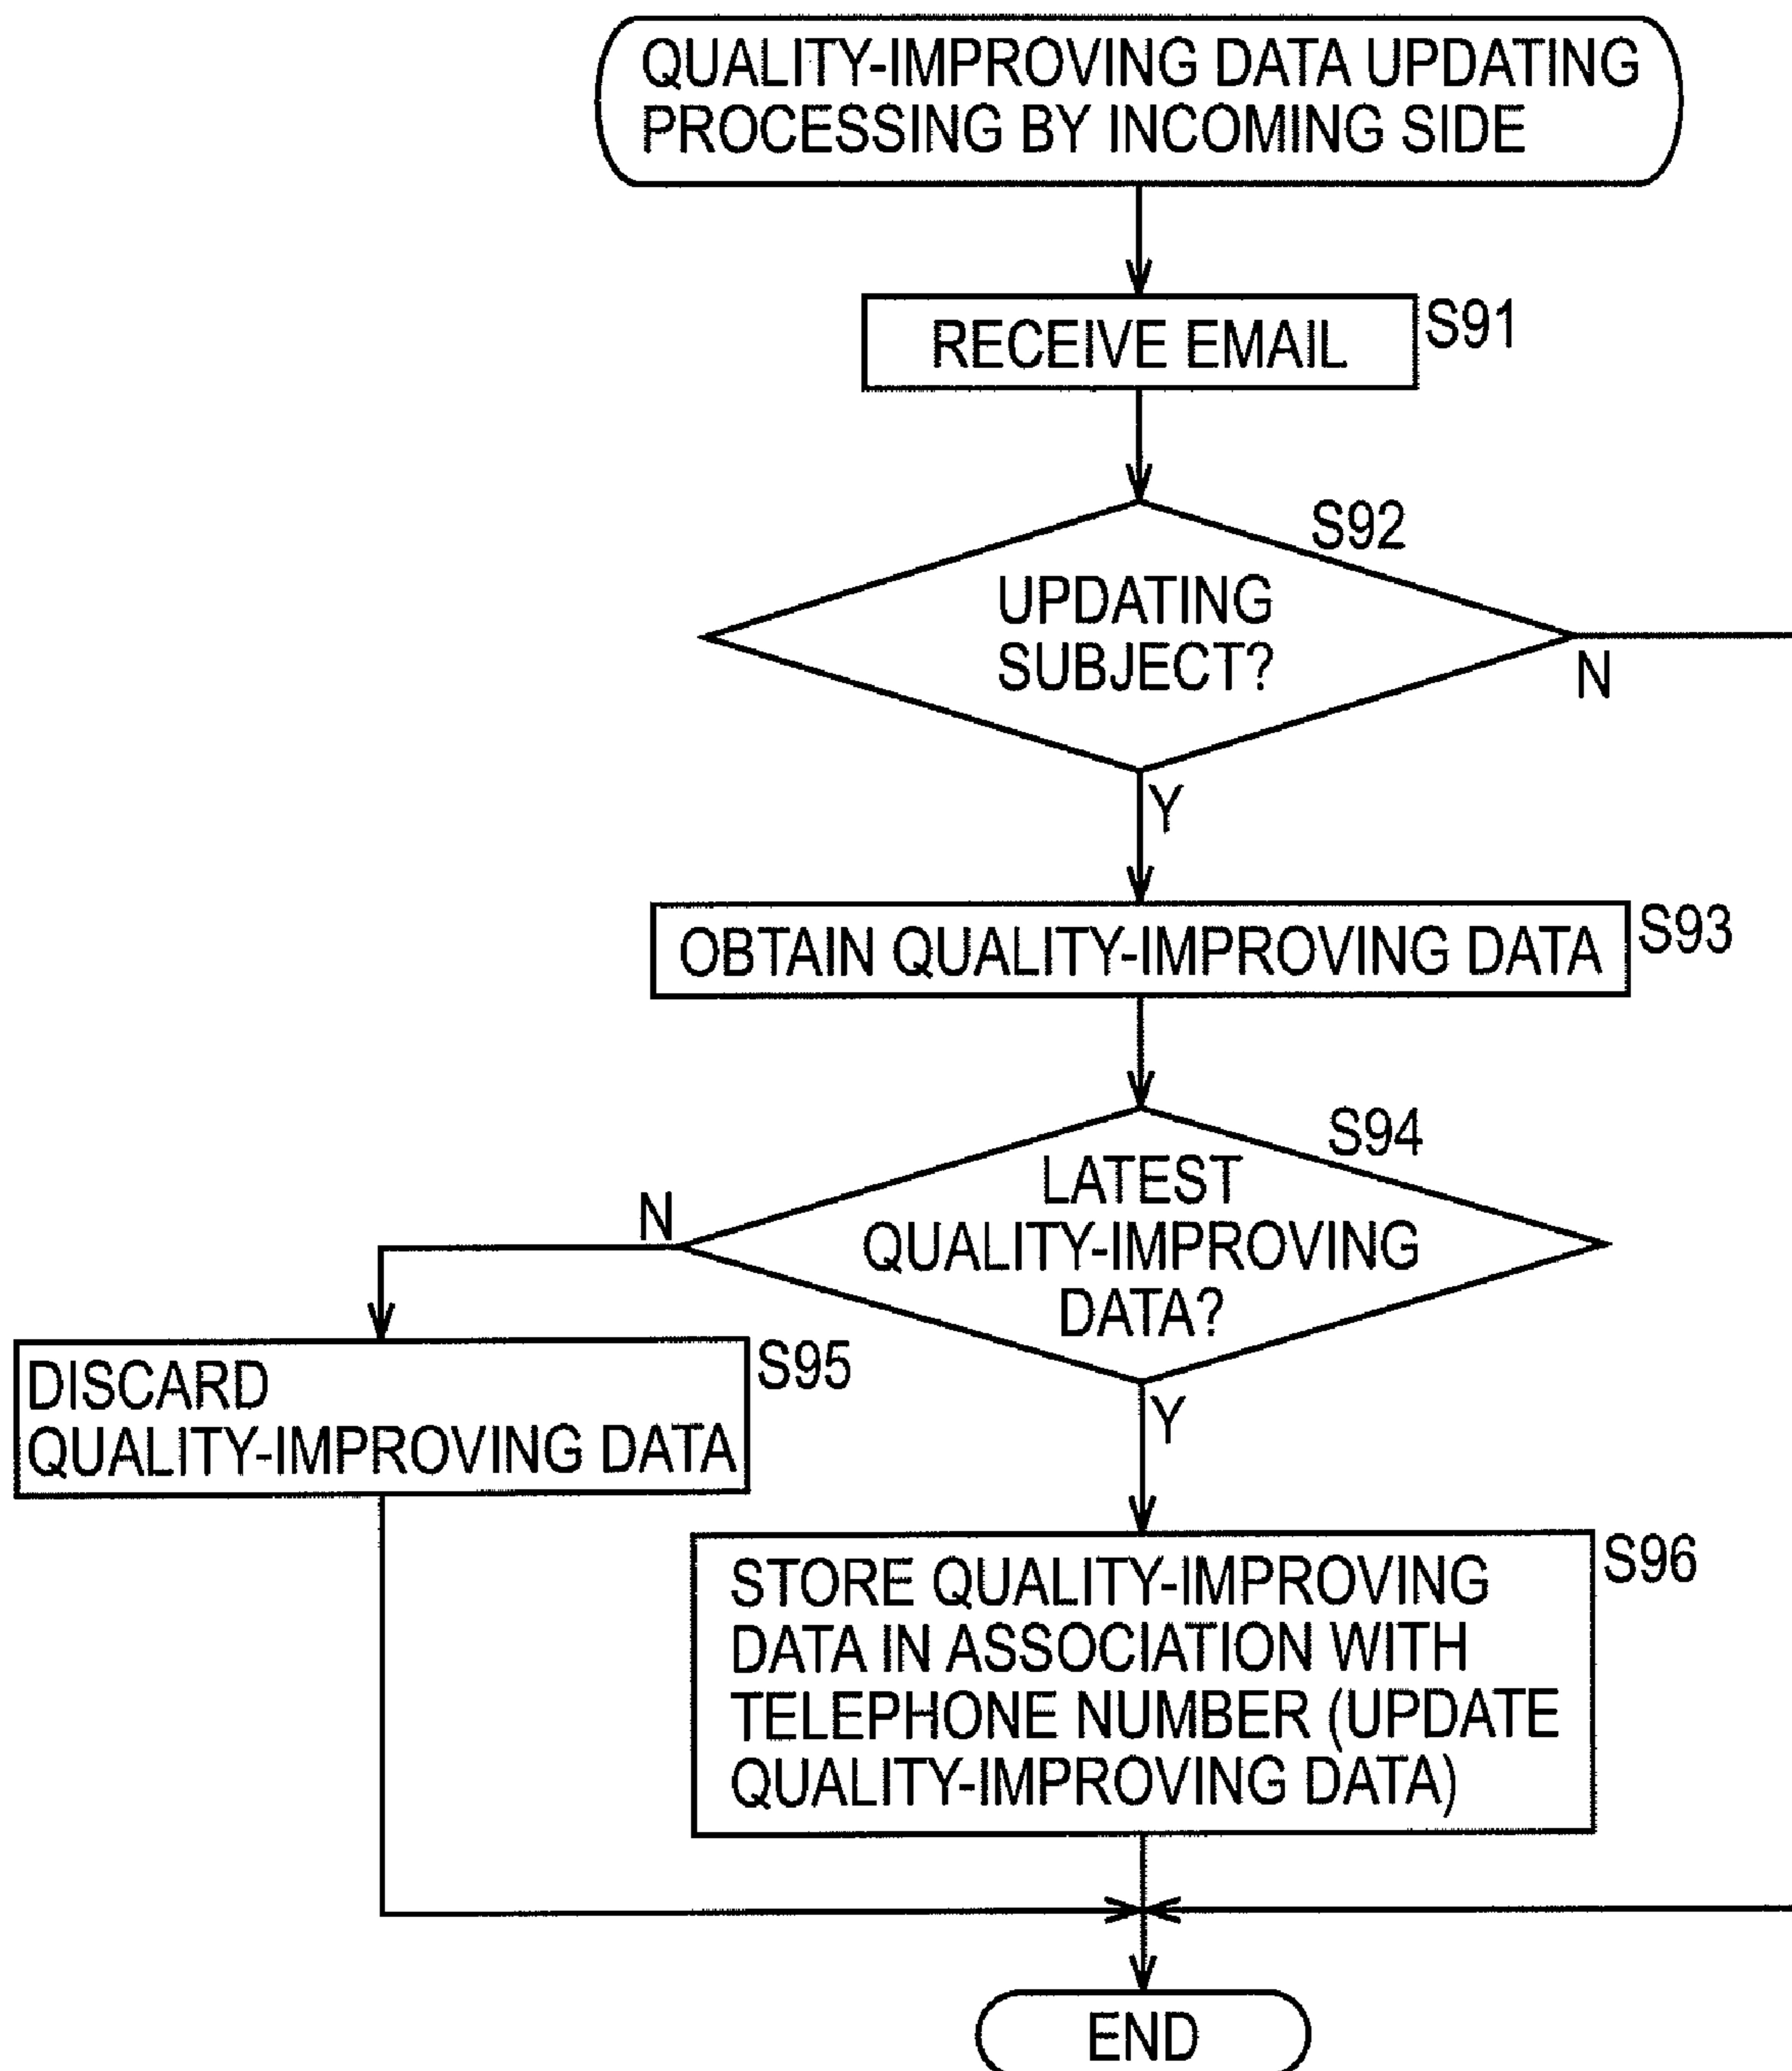 QUALITY-IMPROVING DATA UPDATING
PROCESSING BY INCOMING SIDE
RECEIVE EMAIL
S91
S92
UPDATING
SUBJECT?
N
Y
OBTAIN QUALITY-IMPROVING DATA
S93
S94
LATEST
QUALITY-IMPROVING
DATA?
N
Y
DISCARD
QUALITY-IMPROVING DATA
S95
STORE QUALITY-IMPROVING
DATA IN ASSOCIATION WITH
TELEPHONE NUMBER (UPDATE
QUALITY-IMPROVING DATA)
S96
END